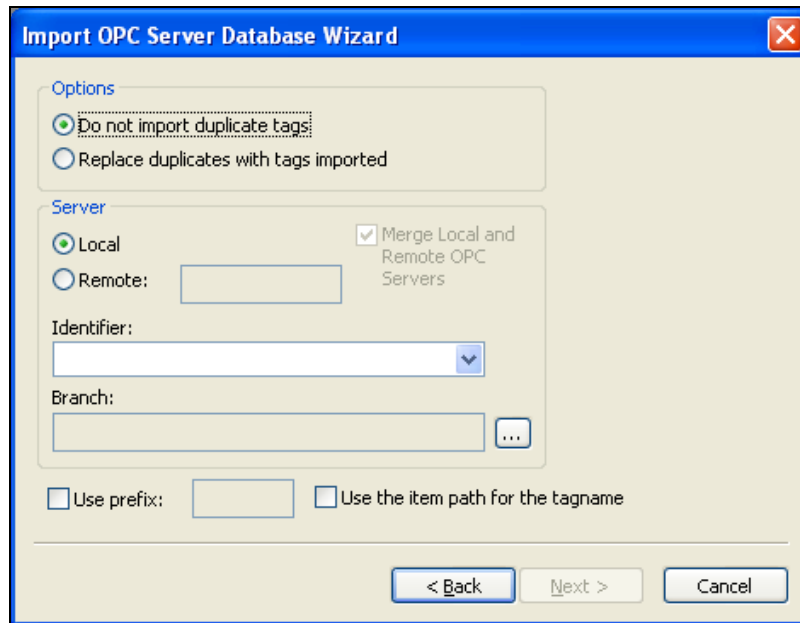 Import OPC Server Database Wizard
Options
Do not import duplicate tags
Replace duplicates with tags imported
Server
Local
Merge Local and
Remote OPC
Servers
Remote:
Identifier:
Branch:
...
Use prefix:
Use the item path for the tagname
< Back
Next >
Cancel